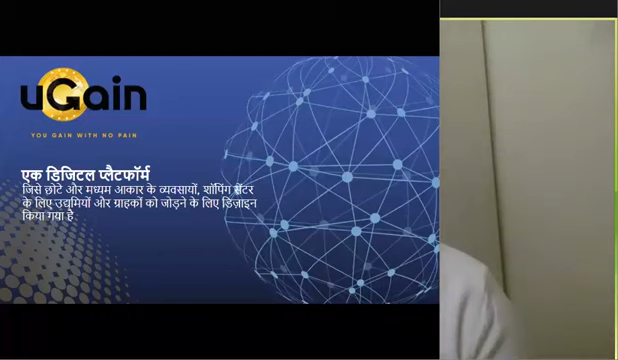 uGain
YOU GAIN WITH NO PAIN
एक डिजिटल प्लैटफॉर्म
जिसे छोटे और मध्यम आकार के व्यवसायों, शॉपिंग सेंटर
के लिए उद्यमियों और ग्राहकों को जोड़ने के लिए डिज़ाइन
किया गया है